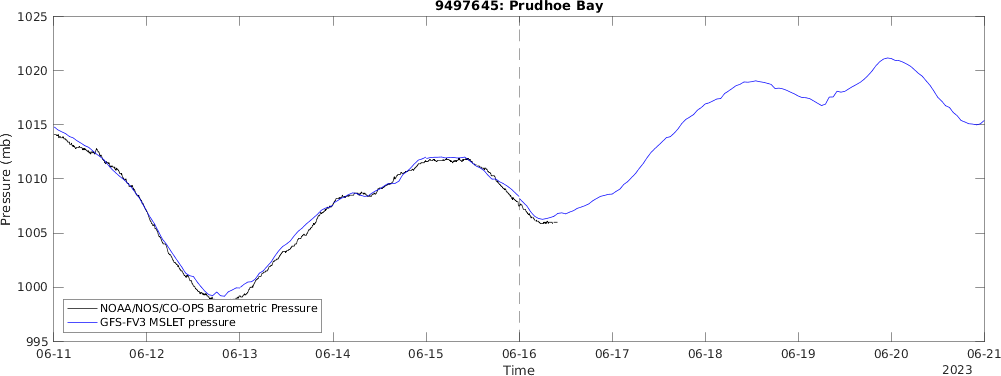 9497645: Prudhoe Bay
1025
1020
1015
1010
1005
1000
995
Pressure (mb)
NOAA/NOS/CO-OPS Barometric Pressure
GFS-FV3 MSLET pressure
06-11 06-12 06-13 06-14 06-15 06-16 06-17 06-18 06-19 06-20 06-21
Time
2023